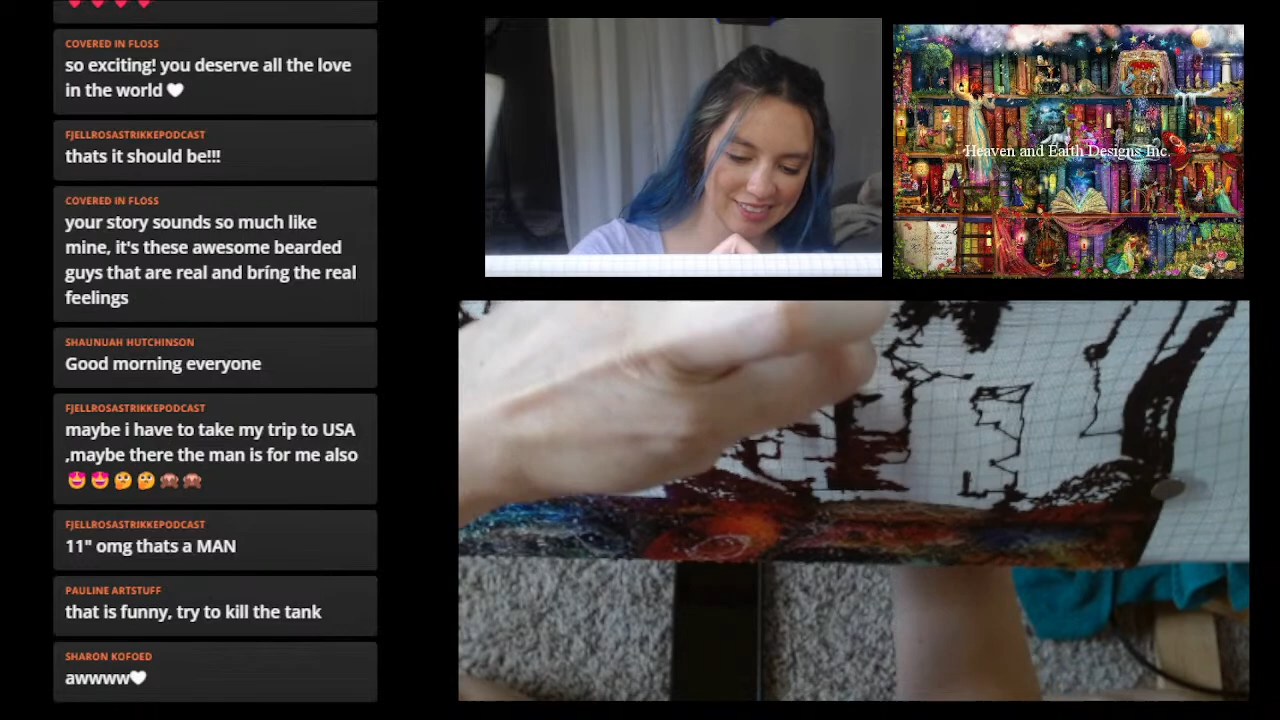 COVERED IN FLOSS
so exciting! you deserve all the love
in the world 🤍
FJELLROSASTRIKKEPODCAST
thats it should be!!!
COVERED IN FLOSS
your story sounds so much like
mine, it's these awesome bearded
guys that are real and bríng the real
feelings
SHAUNUAH HUTCHINSON
Good morning everyone
FJELLROSASTRIKKEPODCAST
maybe i have to take my trip to USA
,maybe there the man is for me also
🤩 🤩 🤔 🤔 🙈 🙈
FJELLROSASTRIKKEPODCAST
11" omg thats a MAN
PAULINE ARTSTUFF
that is funny, try to kill the tank
SHARON KOFOED
awwww🤍
Heaven and Earth Designs Inc.